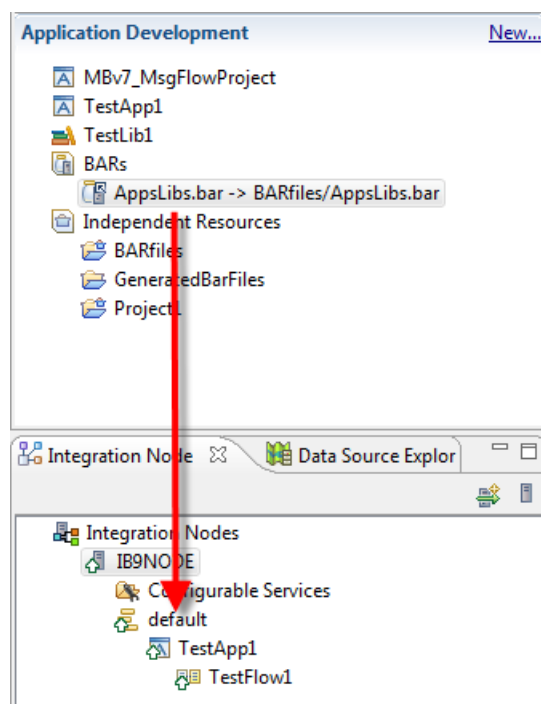 Application Development New...
MBv7_MsgFlowProject
TestApp1
TestLib1
BARs
AppsLibs.bar -> BARfiles/AppsLibs.bar
Independent Resources
BARfiles
GeneratedBarFiles
Project1
Integration Node Data Source Explor
Integration Nodes
IB9NODE
Configurable Services
default
TestApp1
TestFlow1